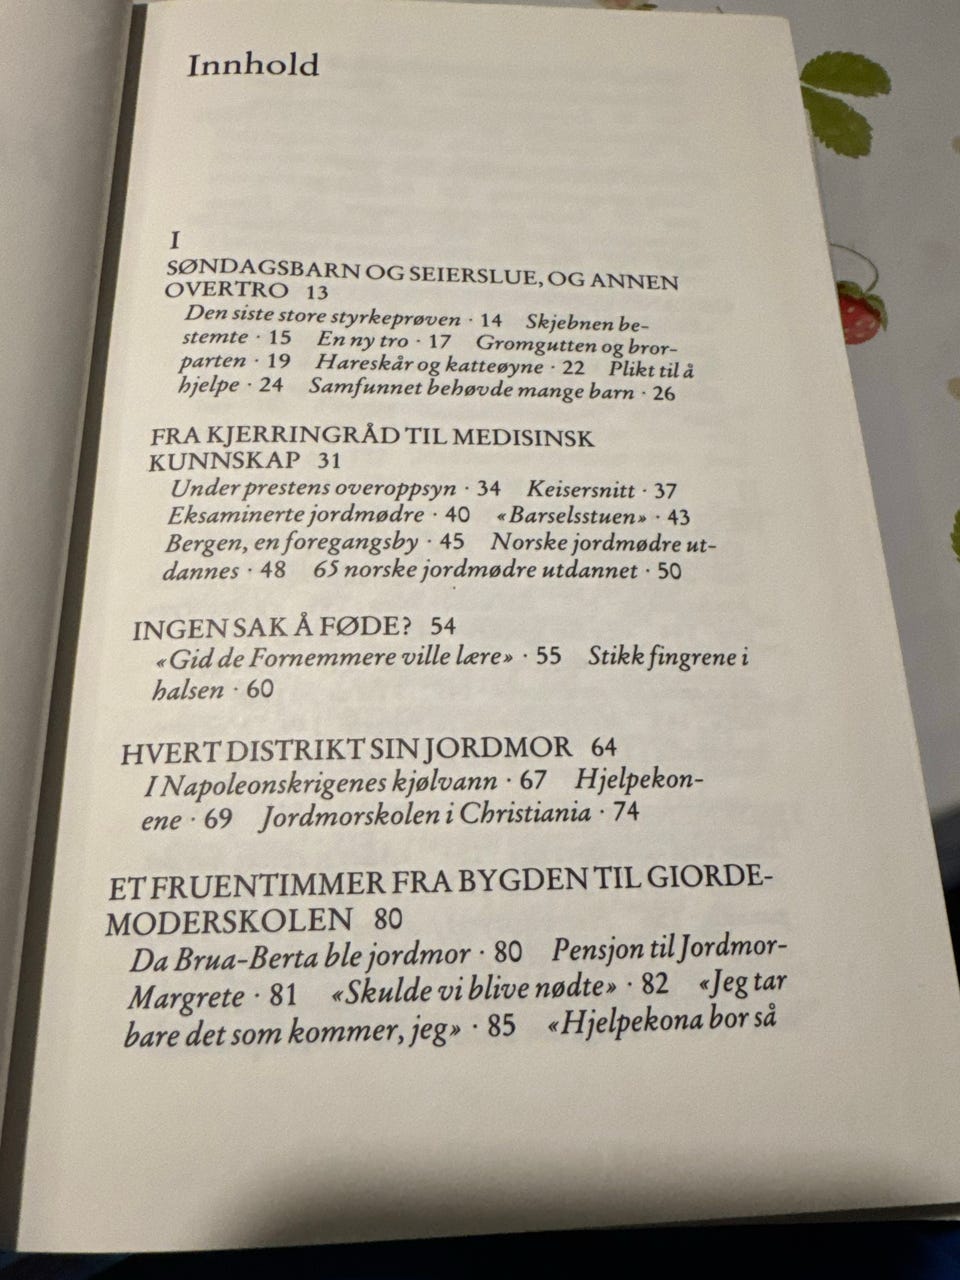 Innhold
I
SØNDAGSBARN OG SEIERSLUE, OG ANNEN
OVERTRO 13
Den siste store styrkeprøven · 14 Skjebnen be-
stemte · 15 En ny tro · 17 Gromgutten og bror-
parten · 19 Hareskår og katteøyne · 22 Plikt til å
hjelpe · 24 Samfunnet behøvde mange barn · 26
FRA KJERRINGRÅD TIL MEDISINSK
KUNNSKAP 31
Under prestens overoppsyn · 34 Keisersnitt · 37
Eksaminerte jordmødre · 40 «Barselsstuen» · 43
Bergen, en foregangsby · 45 Norske jordmødre ut-
dannes · 48 65 norske jordmødre utdannet · 50
INGEN SAK Å FØDE? 54
«Gid de Fornemmere ville lære» · 55 Stikk fingrene i
halsen · 60
HVERT DISTRIKT SIN JORDMOR 64
I Napoleonskrigenes kjølvann · 67 Hjelpekon-
ene · 69 Jordmorskolen i Christiania · 74
ET FRUENTIMMER FRA BYGDEN TIL GIORDE-
MODERSKOLEN 80
Da Brua-Berta ble jordmor · 80 Pensjon til Jordmor-
Margrete · 81 «Skulde vi blive nødte» · 82 «Jeg tar
bare det som kommer, jeg» · 85 «Hjelpekona bor så